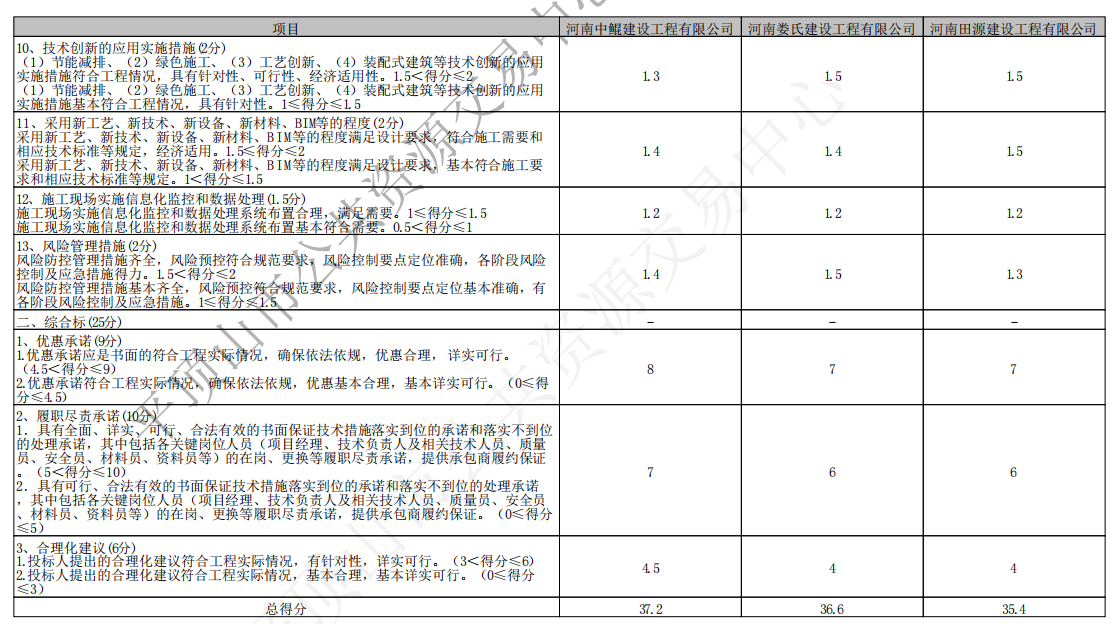 项目 河南中鲲建设工程有限公司 河南娄氏建设工程有限公司 河南田源建设工程有限公司
10、技术创新的应用实施措施(2分)
（1）节能减排、（2）绿色施工、（3）工艺创新、（4）装配式建筑等技术创新的应用
实施措施符合工程情况，具有针对性、可行性、经济适用性。1.5＜得分≤2
（1）节能减排、（2）绿色施工、（3）工艺创新、（4）装配式建筑等技术创新的应用
实施措施基本符合工程情况，具有针对性。1≤得分≤1.5
1.3 1.5 1.5
11、采用新工艺、新技术、新设备、新材料、BIM等的程度(2分)
采用新工艺、新技术、新设备、新材料、BIM等的程度满足设计要求，符合施工需要和
相应技术标准等规定，经济适用。1.5≤得分≤2
采用新工艺、新技术、新设备、新材料、BIM等的程度满足设计要求，基本符合施工要
求和相应技术标准等规定。1＜得分≤1.5
1.4 1.4 1.5
12、施工现场实施信息化监控和数据处理(1.5分)
施工现场实施信息化监控和数据处理系统布置合理，满足需要。1≤得分≤1.5
施工现场实施信息化监控和数据处理系统布置基本符合需要。0.5＜得分≤1
1.2 1.2 1.2
13、风险管理措施(2分)
风险防控管理措施齐全，风险预控符合规范要求，风险控制要点定位准确，各阶段风险
控制及应急措施得力。1.5＜得分≤2
风险防控管理措施基本齐全，风险预控符合规范要求，风险控制要点定位基本准确，有
各阶段风险控制及应急措施。1≤得分≤1.5
1.4 1.5 1.3
二、综合标(25分) – – –
1、优惠承诺(9分)
1.优惠承诺应是书面的符合工程实际情况，确保依法依规，优惠合理，详实可行。
（4.5＜得分≤9）
2.优惠承诺符合工程实际情况，确保依法依规，优惠基本合理，基本详实可行。（0≤得
分≤4.5）
8 7 7
2、履职尽责承诺(10分)
1．具有全面、详实、可行、合法有效的书面保证技术措施落实到位的承诺和落实不到位
的处理承诺，其中包括各关键岗位人员（项目经理、技术负责人及相关技术人员、质量
员、安全员、材料员、资料员等）的在岗、更换等履职尽责承诺，提供承包商履约保证
。（5＜得分≤10）
2．具有可行、合法有效的书面保证技术措施落实到位的承诺和落实不到位的处理承诺
，其中包括各关键岗位人员（项目经理、技术负责人及相关技术人员、质量员、安全员
、材料员、资料员等）的在岗、更换等履职尽责承诺，提供承包商履约保证。（0≤得分
≤5）
7 6 6
3、合理化建议(6分)
1.投标人提出的合理化建议符合工程实际情况，有针对性，详实可行。（3＜得分≤6）
2.投标人提出的合理化建议符合工程实际情况，基本合理，基本详实可行。（0≤得分
≤3）
4.5 4 4
总得分 37.2 36.6 35.4
平顶山市公共资源交易中心
平顶山市公共资源交易中心